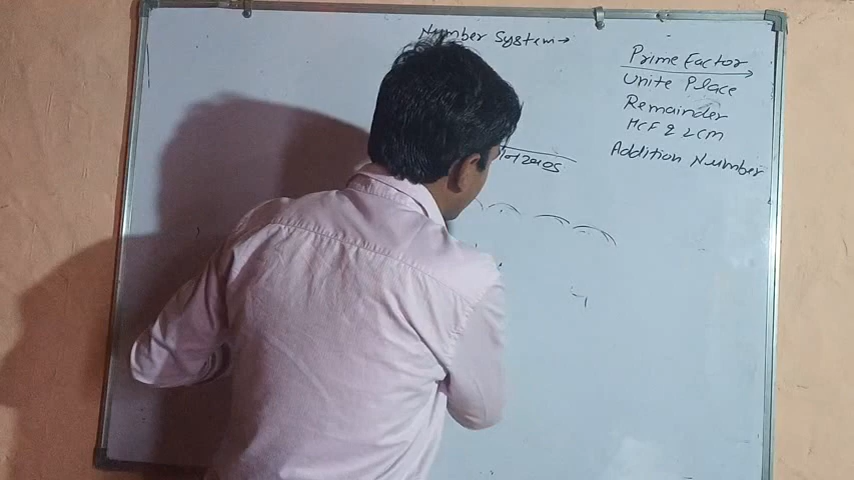 Number System →
Prime Factor
Unite Place
Remainder
HCF & LCM
Addition Number